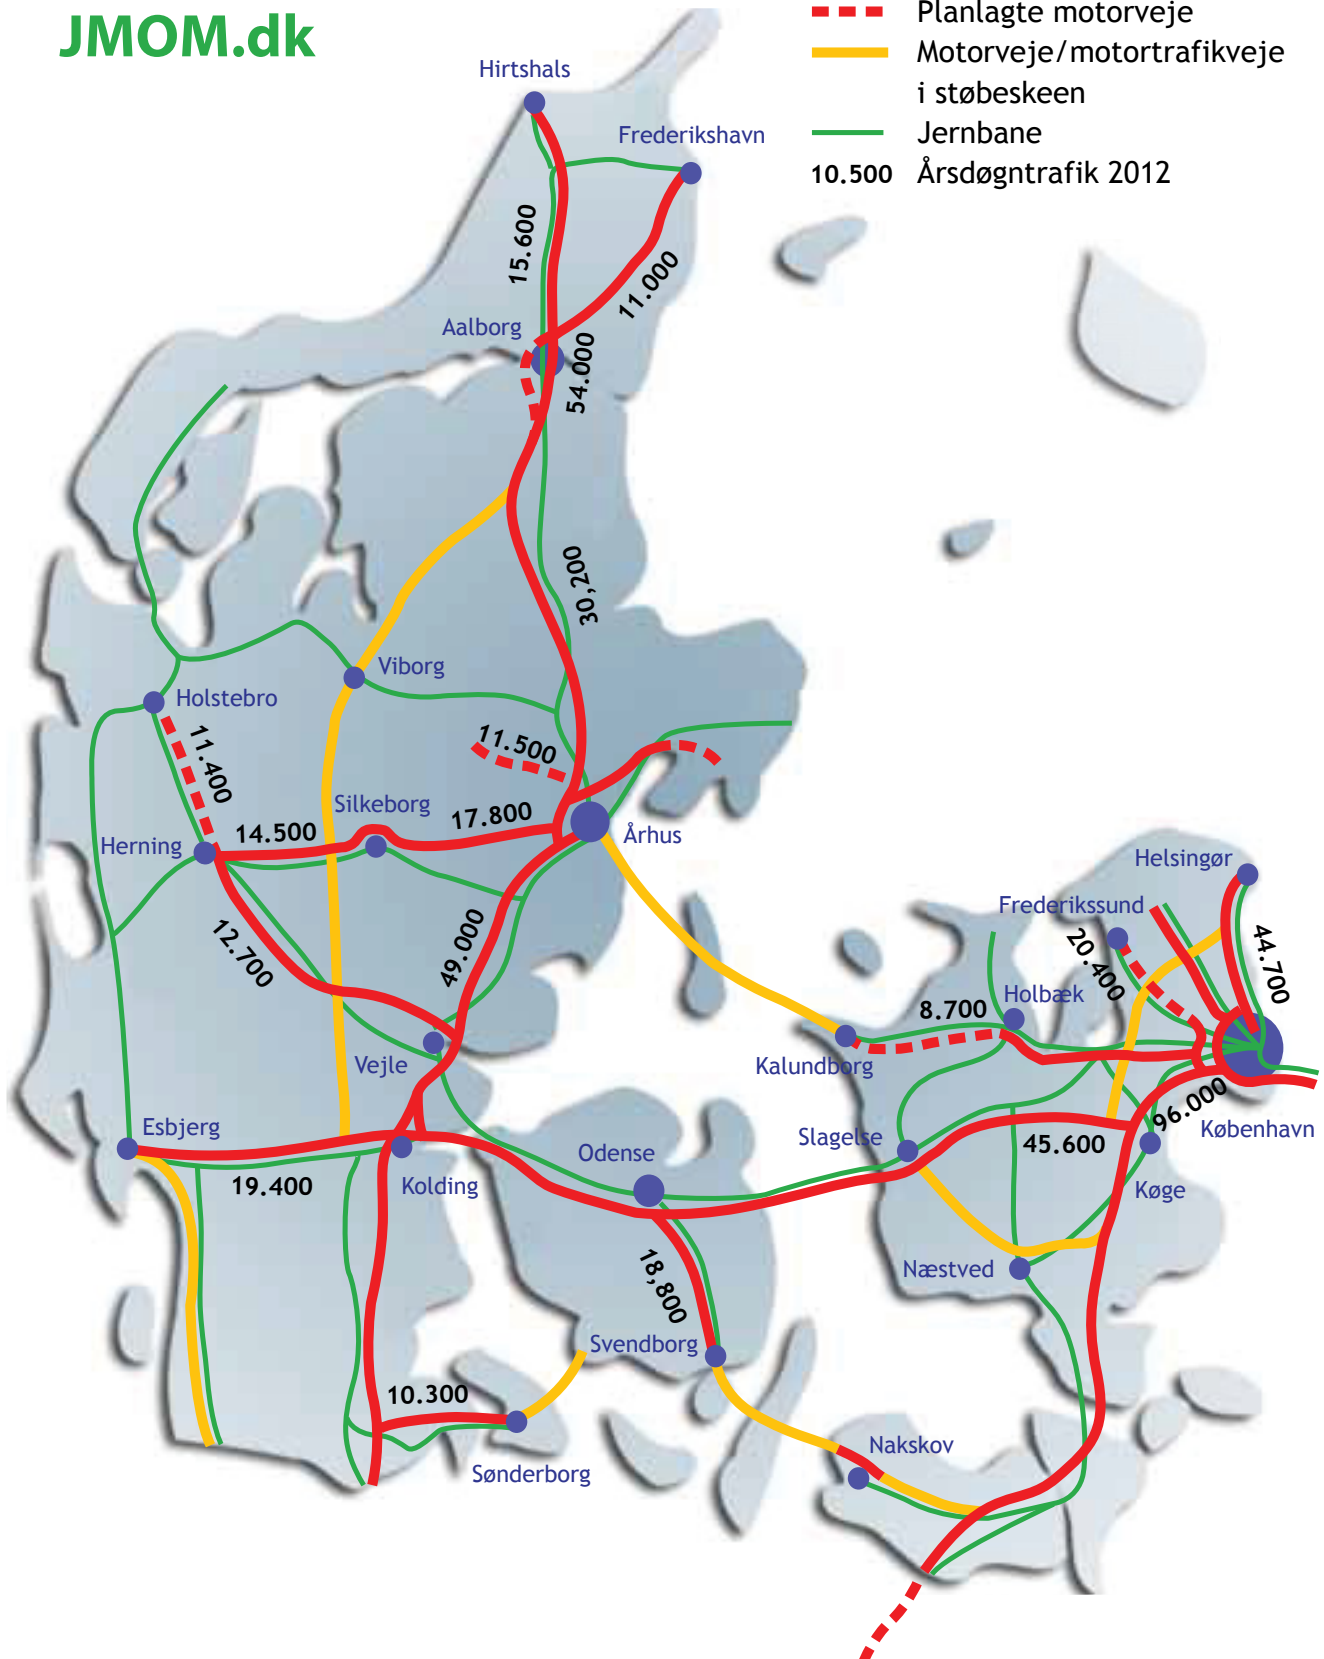 JMOM.dk
Planlagte motorveje
Motorveje/motortrafikveje
i støbeskeen
Jernbane
10.500 Årsdøgntrafik 2012
Hirtshals
Frederikshavn
15.600
11.000
Aalborg
54.000
30,200
Viborg
Holstebro
11.400
11.500
Silkeborg
17.800
14.500
Herning
Århus
Helsingør
Frederikssund
20.400
44.700
12.700
49.000
8.700
Holbæk
Vejle
Kalundborg
96.000
København
Esbjerg
Slagelse
45.600
Odense
19.400
Kolding
Køge
Næstved
18,800
Svendborg
10.300
Nakskov
Sønderborg